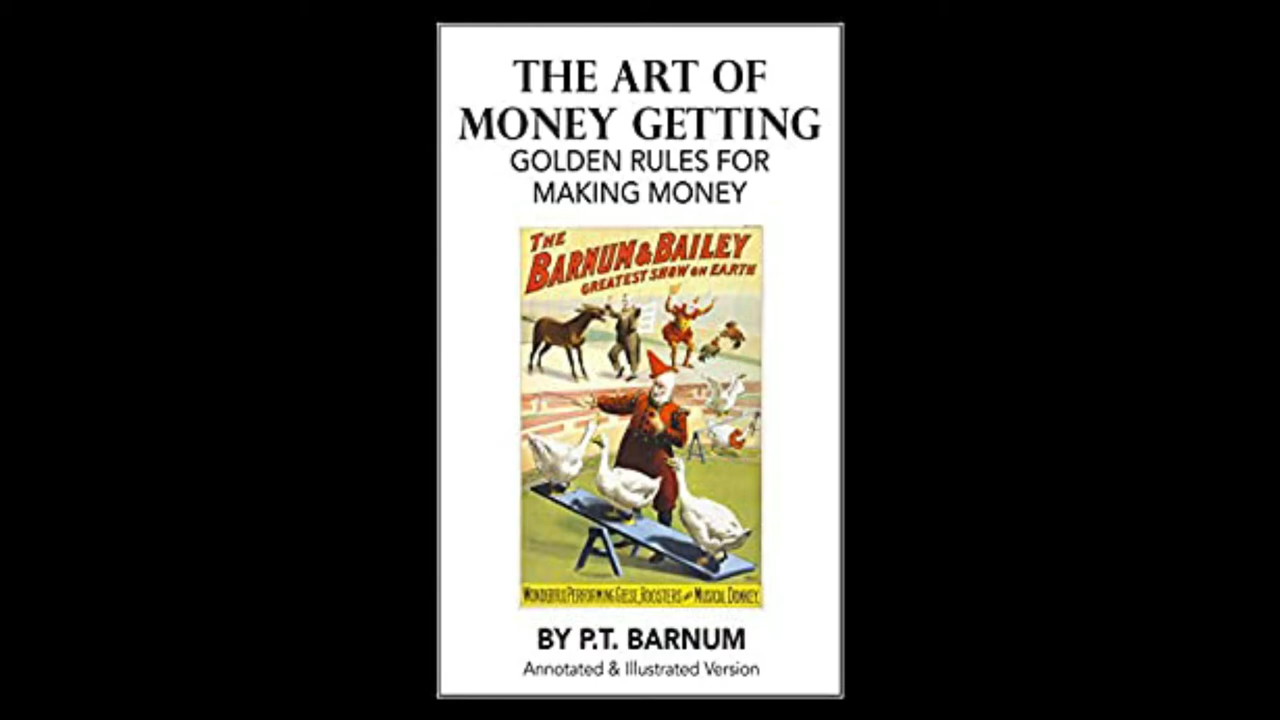 THE ART OF
MONEY GETTING
GOLDEN RULES FOR
MAKING MONEY
THE
BARNUM & BAILEY
GREATEST SHOW ON EARTH
WONDERFUL PERFORMING GEESE, ROOSTERS AND MUSICAL DONKEY.
BY P.T. BARNUM
Annotated & Illustrated Version